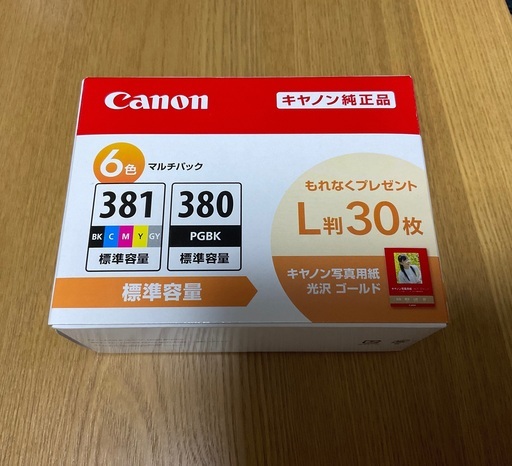 Canon
キヤノン純正品
6色 マルチパック
381
BK C M Y GY
標準容量
380
PGBK
標準容量
標準容量
もれなくプレゼント
L判30枚
キヤノン写真用紙
光沢 ゴールド